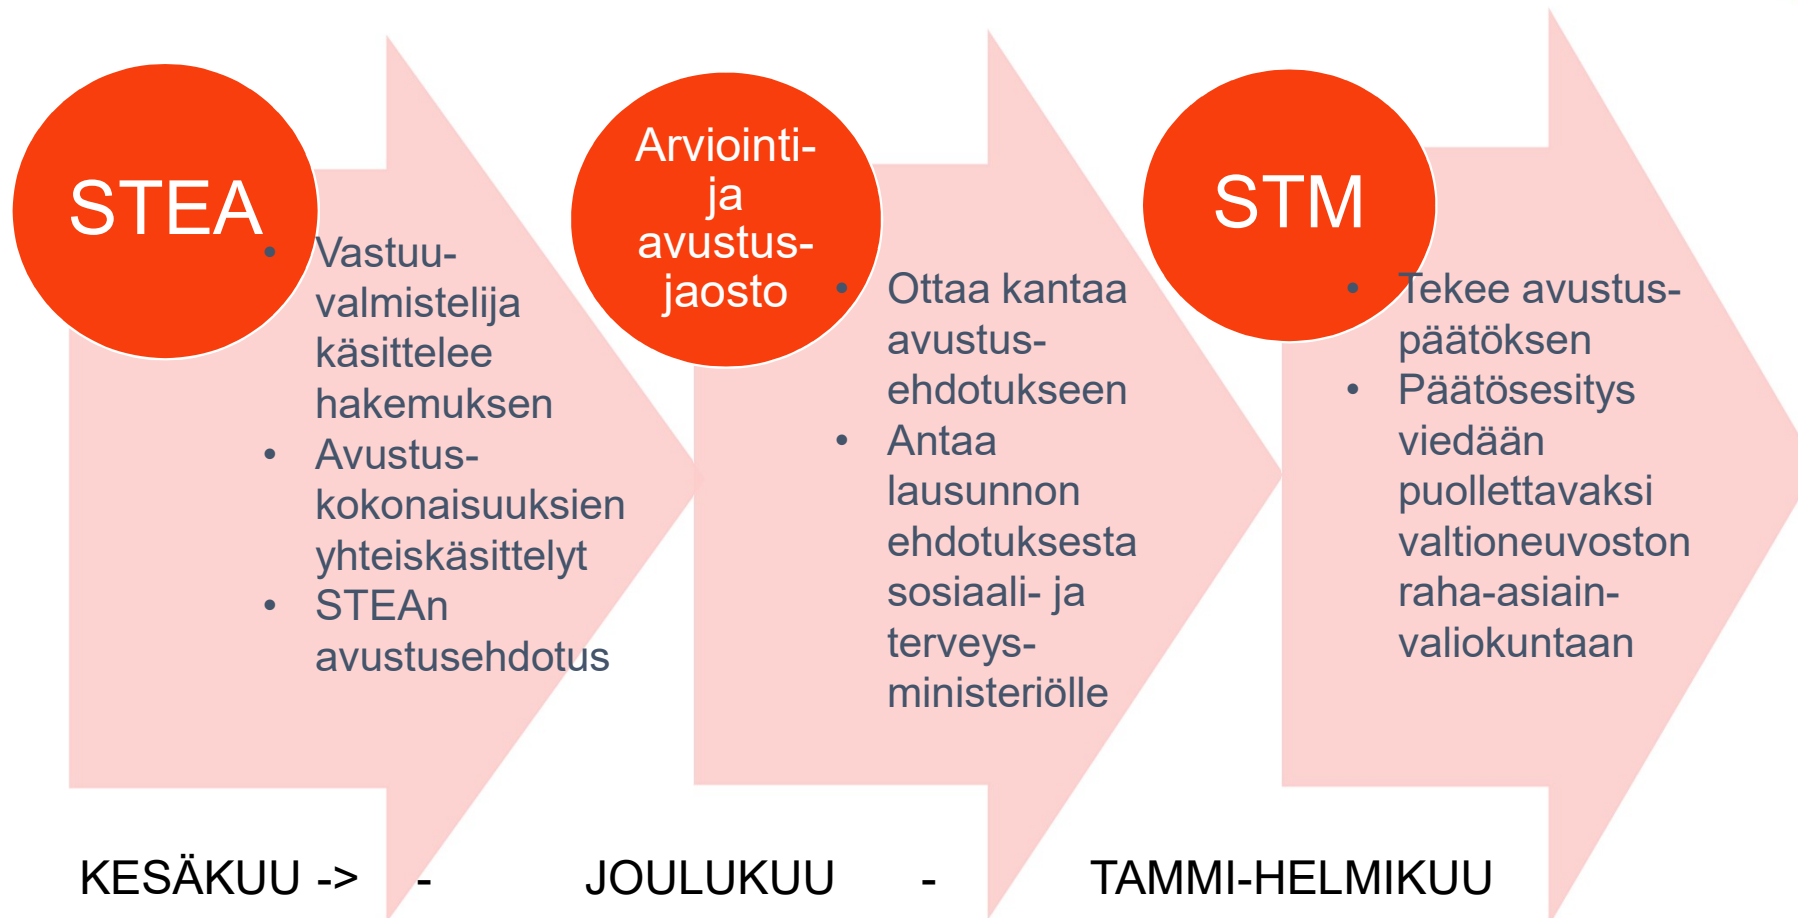 STEA
• Vastuu-
valmistelija
käsittelee
hakemuksen
• Avustus-
kokonaisuuksien
yhteiskäsittelyt
• STEAn
avustusehdotus
Arviointi-
ja
avustus-
jaosto
• Ottaa kantaa
avustus-
ehdotukseen
• Antaa
lausunnon
ehdotuksesta
sosiaali- ja
terveys-
ministeriölle
STM
• Tekee avustus-
päätöksen
• Päätösesitys
viedään
puollettavaksi
valtioneuvoston
raha-asiain-
valiokuntaan
KESÄKUU -> - JOULUKUU - TAMMI-HELMIKUU